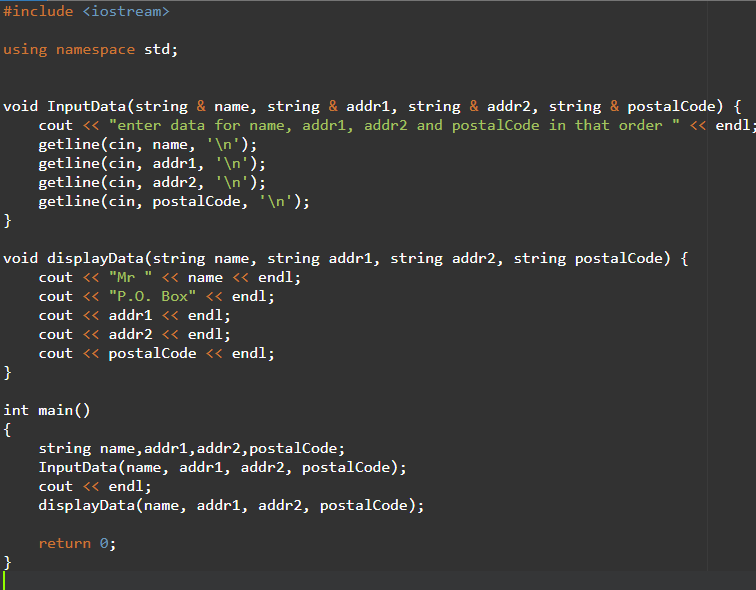 #include <iostream>
using namespace std;
void InputData(string & name, string & addr1, string & addr2, string & postalCode) {
cout << "enter data for name, addr1, addr2 and postalCode in that order " << endl;
getline(cin, name, '\n');
getline(cin, addr1, '\n');
getline(cin, addr2, '\n');
getline(cin, postalCode, '\n');
}
void displayData(string name, string addr1, string addr2, string postalCode) {
cout << "Mr " << name << endl;
cout << "P.O. Box" << endl;
cout << addr1 << endl;
cout << addr2 << endl;
cout << postalCode << endl;
}
int main()
{
string name,addr1,addr2,postalCode;
InputData(name, addr1, addr2, postalCode);
cout << endl;
displayData(name, addr1, addr2, postalCode);
return 0;
}